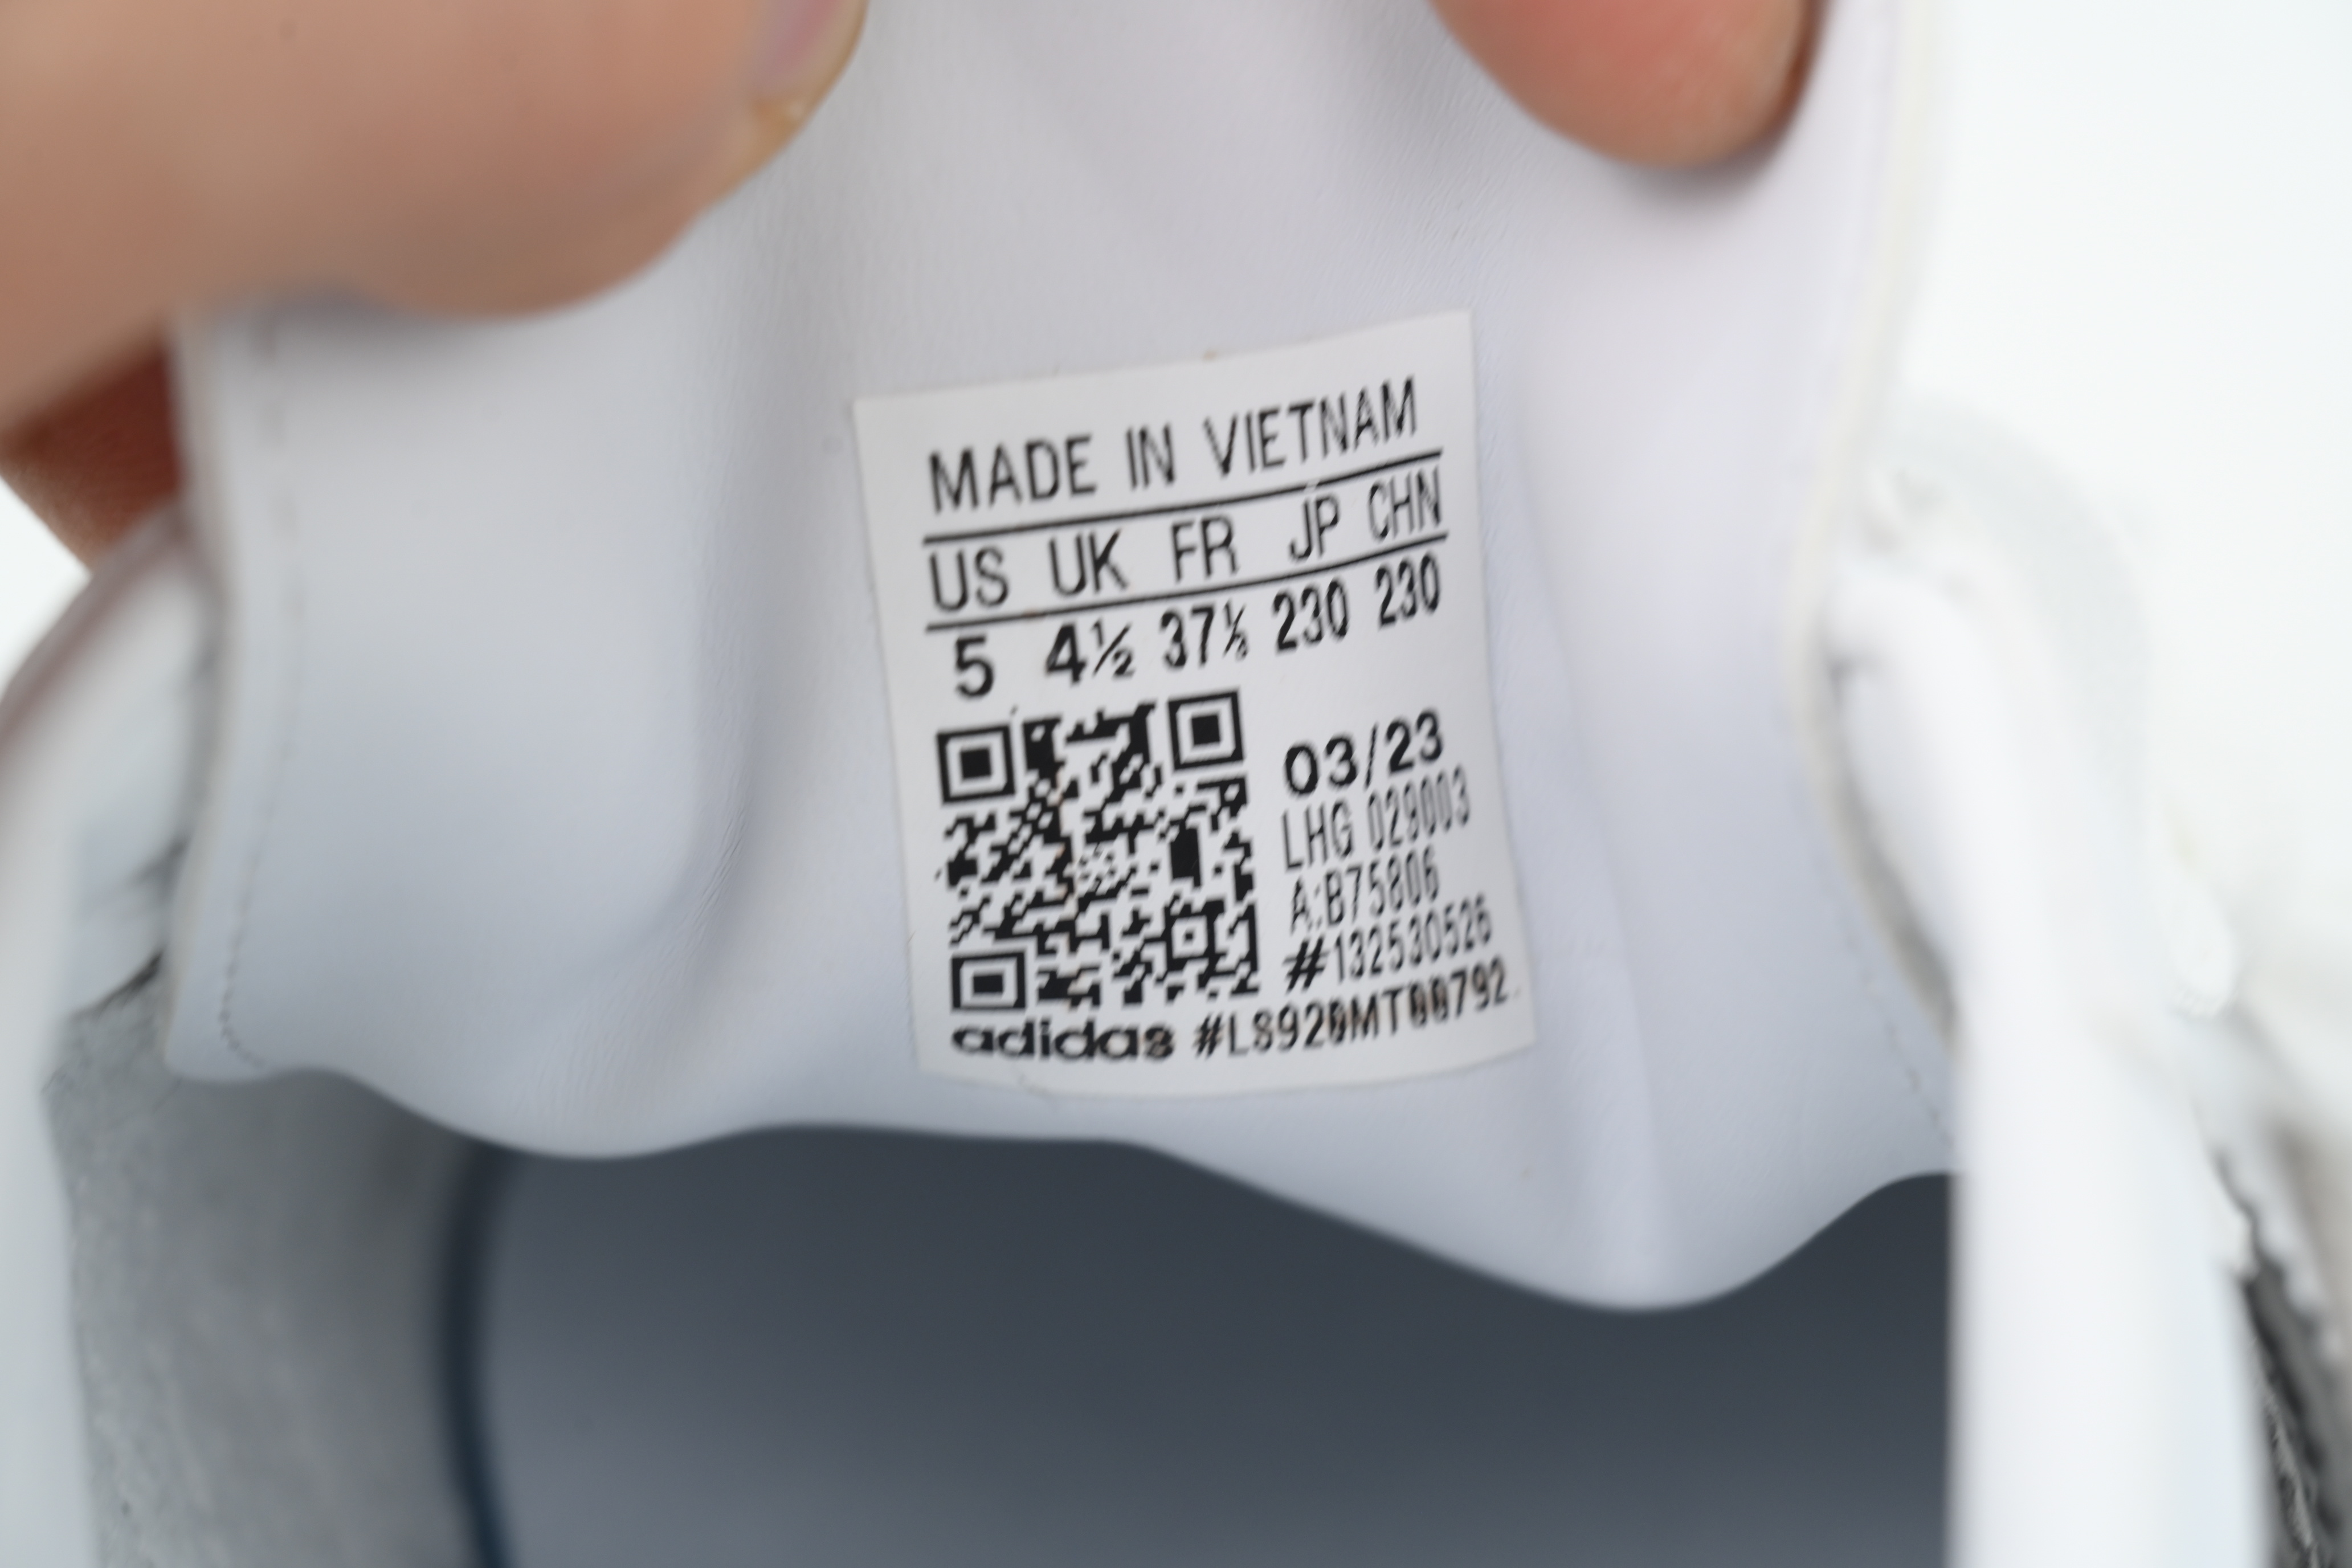 MADE IN VIETNAM
US UK FR JP CHN
5 4½ 37⅓ 230 230
03/23
LHG 029003
A:B75806
#132530526
adidas #LS920MT00792